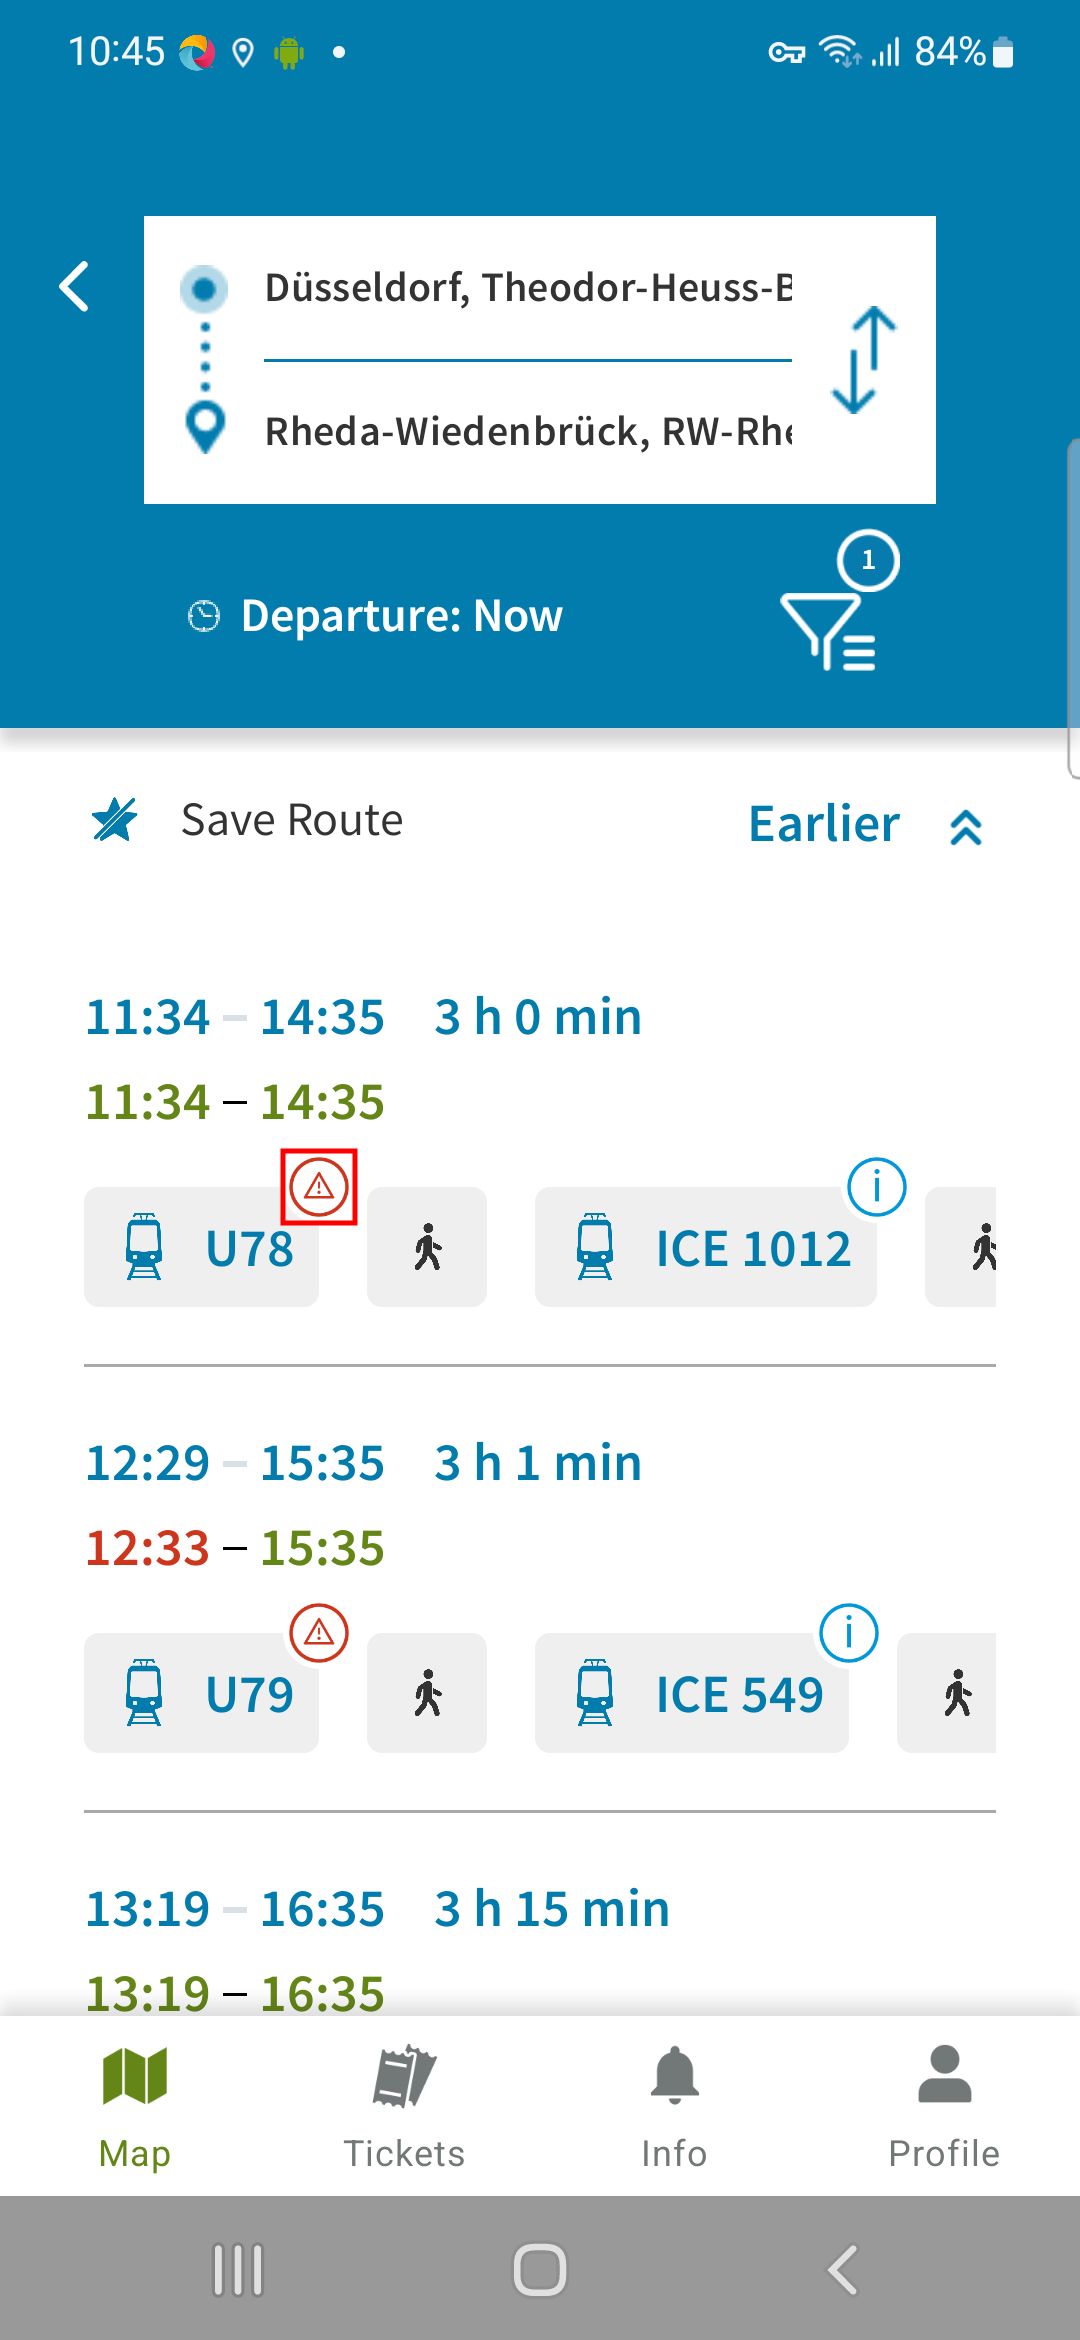 10:45 84%
Düsseldorf, Theodor-Heuss-B
Rheda-Wiedenbrück, RW-Rhe
1
Departure: Now
Save Route Earlier
11:34 – 14:35 3 h 0 min
11:34 – 14:35
U78 ICE 1012
12:29 – 15:35 3 h 1 min
12:33 – 15:35
U79 ICE 549
13:19 – 16:35 3 h 15 min
13:19 – 16:35
Map Tickets Info Profile